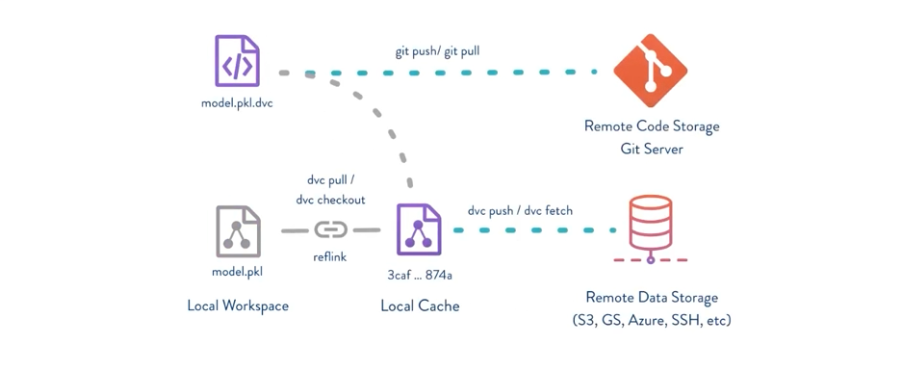 git push/ git pull
model.pkl.dvc
Remote Code Storage
Git Server
dvc pull /
dvc checkout
dvc push / dvc fetch
reflink
model.pkl
3caf ... 874a
Local Workspace
Local Cache
Remote Data Storage
(S3, GS, Azure, SSH, etc)